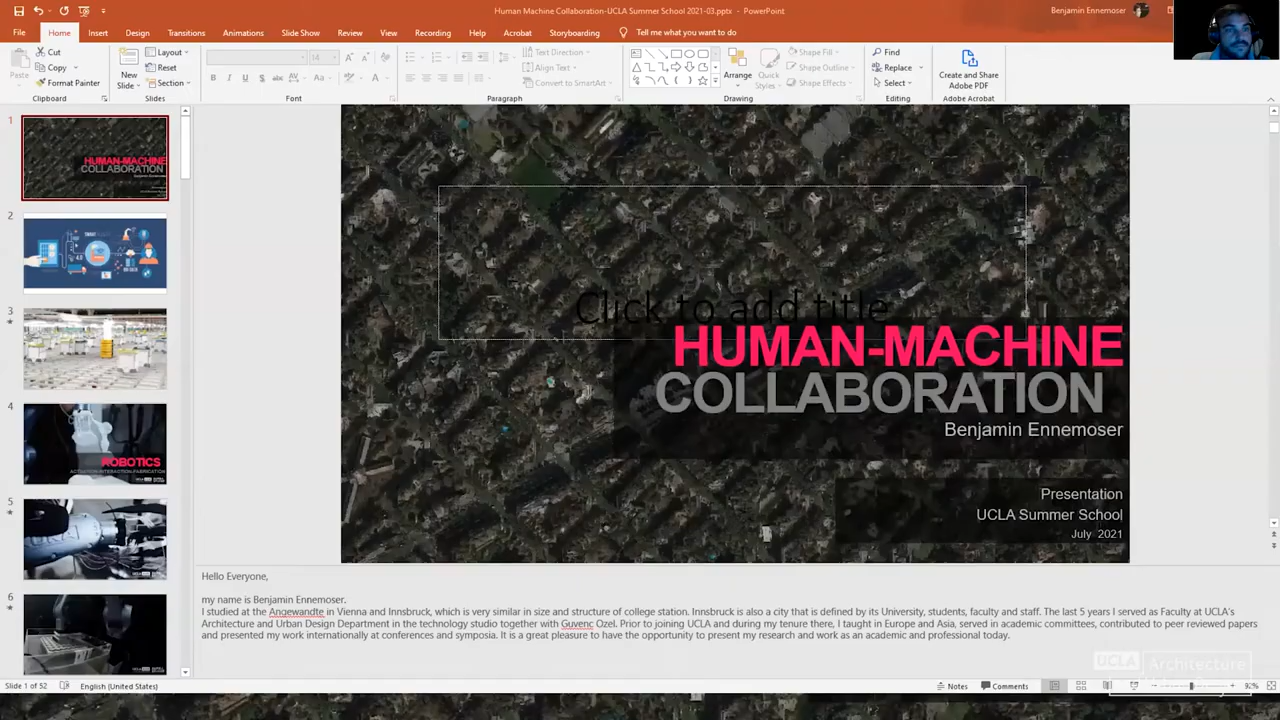 Human Machine Collaboration-UCLA Summer School 2021-03.pptx - PowerPoint
Benjamin Ennemoser
File Home Insert Design Transitions Animations Slide Show Review View Recording Help Acrobat Storyboarding Tell me what you want to do
Paste
Cut
Copy
Format Painter
Clipboard
New Slide
Layout
Reset
Section
Slides
14
Font
Text Direction
Align Text
Convert to SmartArt
Paragraph
Arrange
Quick Styles
Shape Fill
Shape Outline
Shape Effects
Drawing
Find
Replace
Select
Editing
Create and Share
Adobe PDF
Adobe Acrobat
1
HUMAN-MACHINE
COLLABORATION
2
3
4
ROBOTICS
5
6
Click to add title
HUMAN-MACHINE
COLLABORATION
Benjamin Ennemoser
Presentation
UCLA Summer School
July 2021
Hello Everyone,
my name is Benjamin Ennemoser.
I studied at the Angewandte in Vienna and Innsbruck, which is very similar in size and structure of college station. Innsbruck is also a city that is defined by its University, students, faculty and staff. The last 5 years I served as Faculty at UCLA's
Architecture and Urban Design Department in the technology studio together with Guvenc Ozel. Prior to joining UCLA and during my tenure there, I taught in Europe and Asia, served in academic committees, contributed to peer reviewed papers
and presented my work internationally at conferences and symposia. It is a great pleasure to have the opportunity to present my research and work as an academic and professional today.
UCLA Architecture
Slide 1 of 52 English (United States) Notes Comments 92%